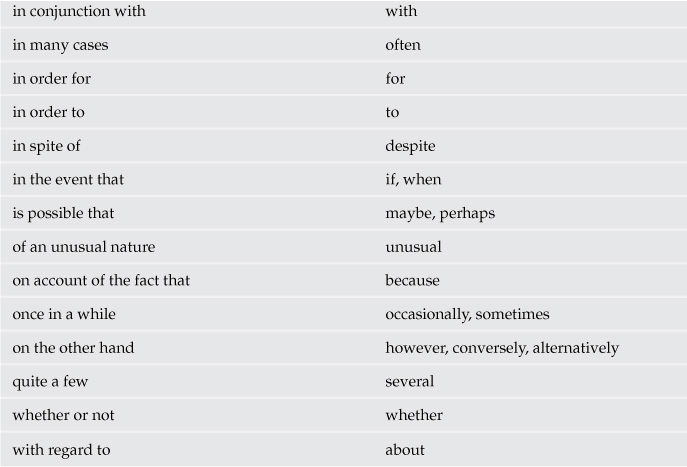 in conjunction with with
in many cases often
in order for for
in order to to
in spite of despite
in the event that if, when
is possible that maybe, perhaps
of an unusual nature unusual
on account of the fact that because
once in a while occasionally, sometimes
on the other hand however, conversely, alternatively
quite a few several
whether or not whether
with regard to about